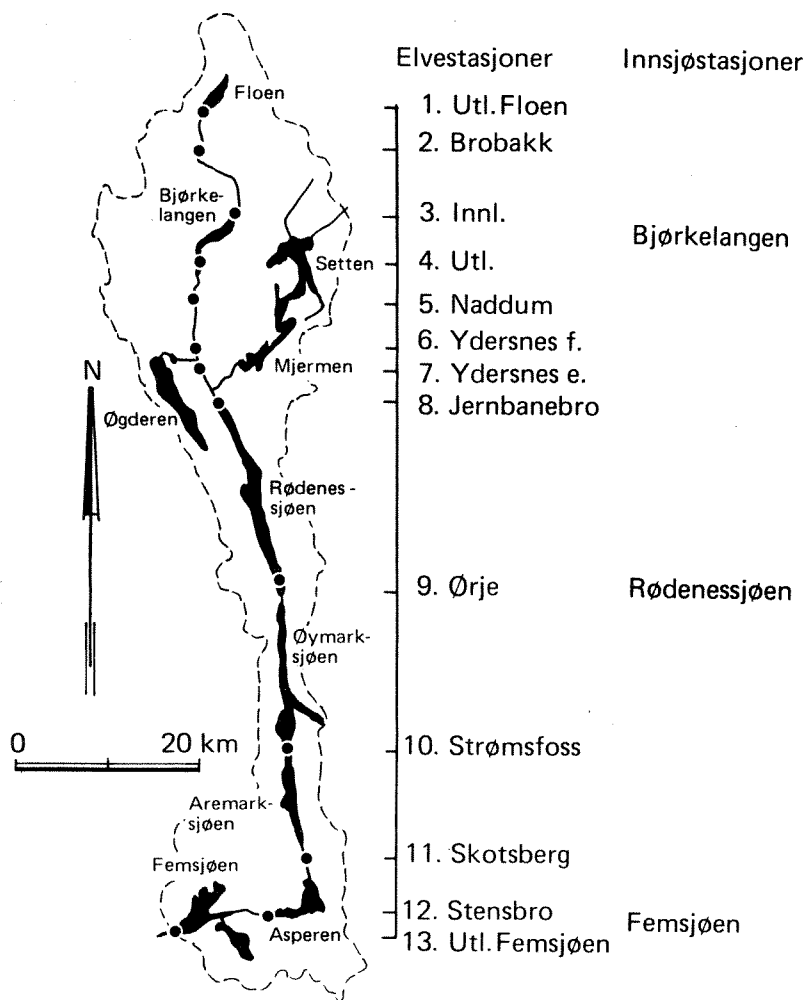 Elvestasjoner
Innsjøstasjoner
Floen
Bjørke-
langen
Setten
Mjermen
N
Øgderen
Rødenes-
sjøen
Øymark-
sjøen
0 20 km
Aremark-
sjøen
Femsjøen
Asperen
1. Utl. Floen
2. Brobakk
3. Innl.
4. Utl.
5. Naddum
6. Ydersnes f.
7. Ydersnes e.
8. Jernbanebro
9. Ørje
10. Strømsfoss
11. Skotsberg
12. Stensbro
13. Utl. Femsjøen
Bjørkelangen
Rødenessjøen
Femsjøen